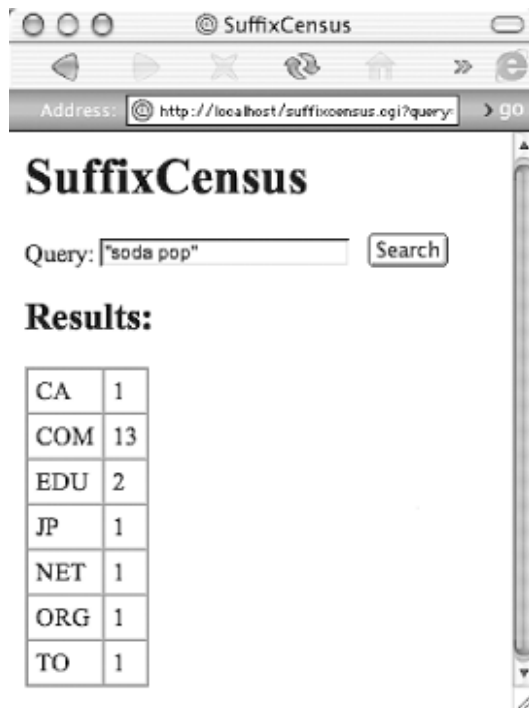 @ SuffixCensus
Address: @ http://localhost/suffixcensus.cgi?query= go
SuffixCensus
Query: "soda pop" Search
Results:
CA 1
COM 13
EDU 2
JP 1
NET 1
ORG 1
TO 1